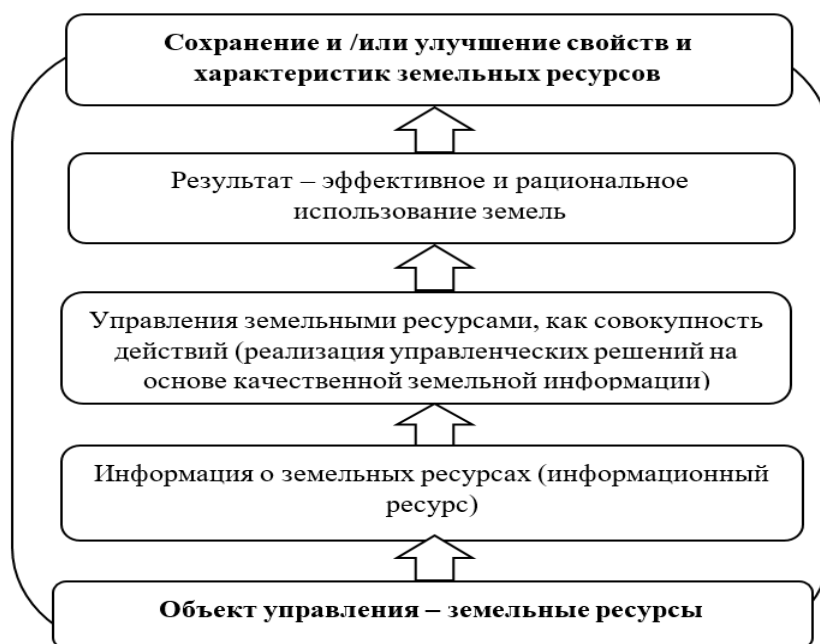 Сохранение и /или улучшение свойств и
характеристик земельных ресурсов
Результат – эффективное и рациональное
использование земель
Управления земельными ресурсами, как совокупность
действий (реализация управленческих решений на
основе качественной земельной информации)
Информация о земельных ресурсах (информационный
ресурс)
Объект управления – земельные ресурсы